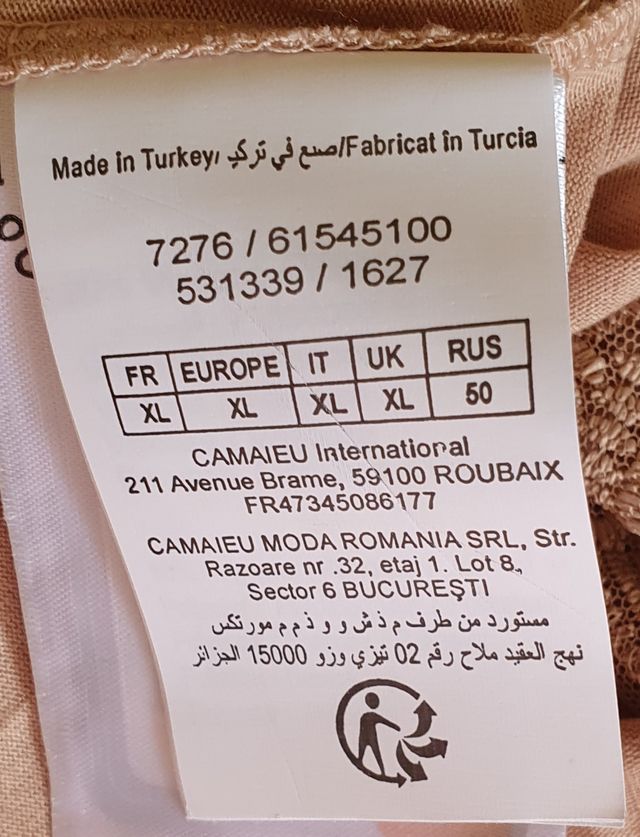 Made in Turkey، صنع في تركي/Fabricat în Turcia
7276 / 61545100
531339 / 1627
FR EUROPE IT UK RUS
XL XL XL XL 50
CAMAIEU International
211 Avenue Brame, 59100 ROUBAIX
FR47345086177
CAMAIEU MODA ROMANIA SRL, Str.
Razoare nr .32, etaj 1. Lot 8,
Sector 6 BUCUREŞTI
مستورد من طرف م ذ ش و و ذ م م مورتكس
نهج العقيد ملاح رقم 02 تيزي وزو 15000 الجزائر